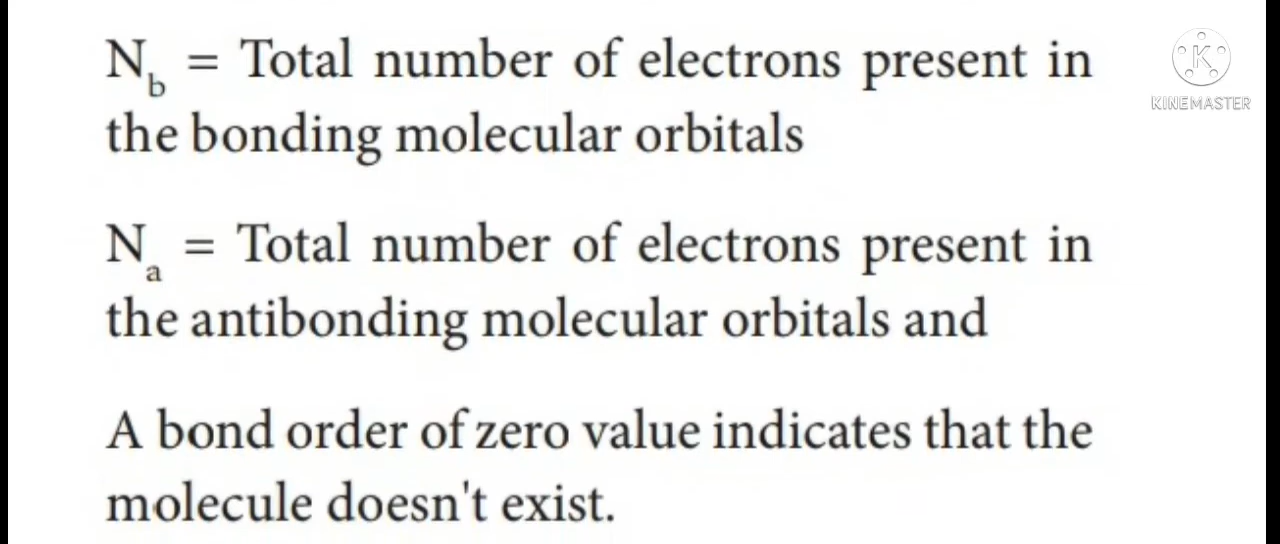 N_b = Total number of electrons present in
the bonding molecular orbitals
N_a = Total number of electrons present in
the antibonding molecular orbitals and
A bond order of zero value indicates that the
molecule doesn't exist.
K
KINEMASTER